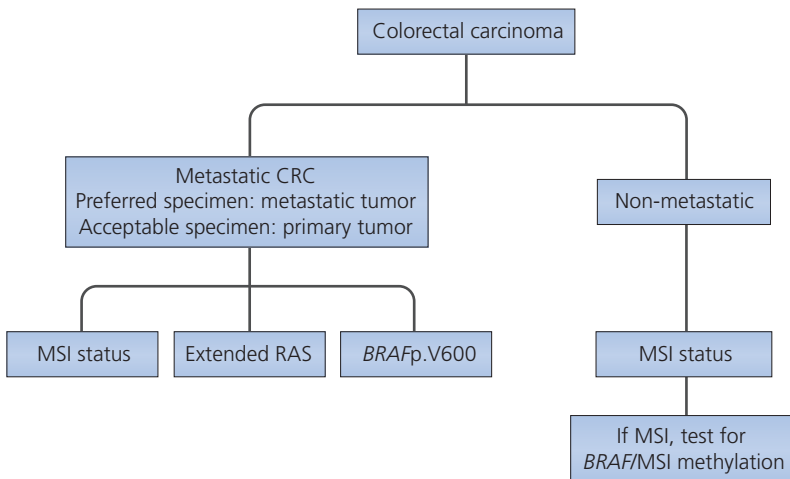 Colorectal carcinoma
Metastatic CRC
Preferred specimen: metastatic tumor
Acceptable specimen: primary tumor
Non-metastatic
MSI status
Extended RAS
BRAFp.V600
MSI status
If MSI, test for
BRAF/MSI methylation